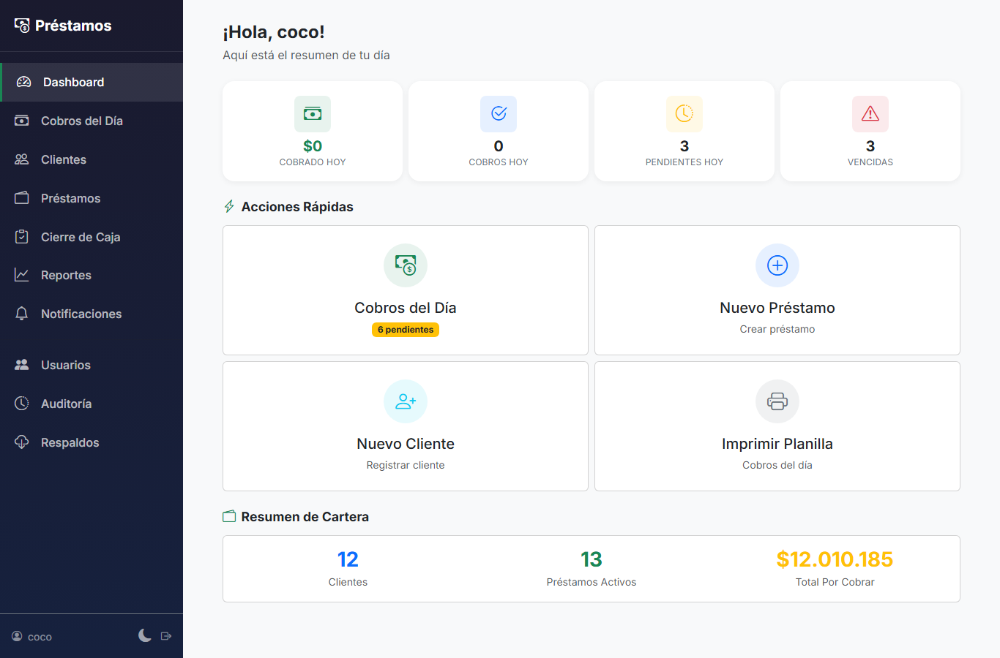 Préstamos
Dashboard
Cobros del Día
Clientes
Préstamos
Cierre de Caja
Reportes
Notificaciones
Usuarios
Auditoría
Respaldos
coco
¡Hola, coco!
Aquí está el resumen de tu día
$0
COBRADO HOY
0
COBROS HOY
3
PENDIENTES HOY
3
VENCIDAS
Acciones Rápidas
Cobros del Día
6 pendientes
Nuevo Préstamo
Crear préstamo
Nuevo Cliente
Registrar cliente
Imprimir Planilla
Cobros del día
Resumen de Cartera
12
Clientes
13
Préstamos Activos
$12.010.185
Total Por Cobrar